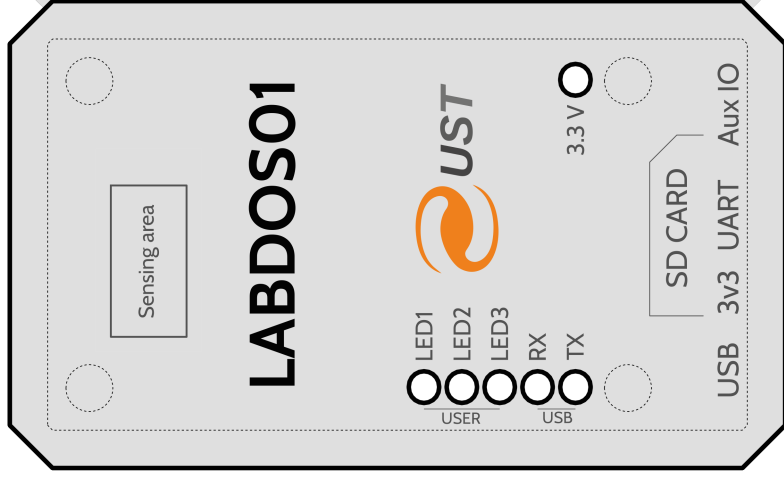 Sensing area
LABDOS01
UST
3.3 V
SD CARD
USB 3v3 UART Aux IO
LED1
LED2
LED3
RX
TX
USER
USB